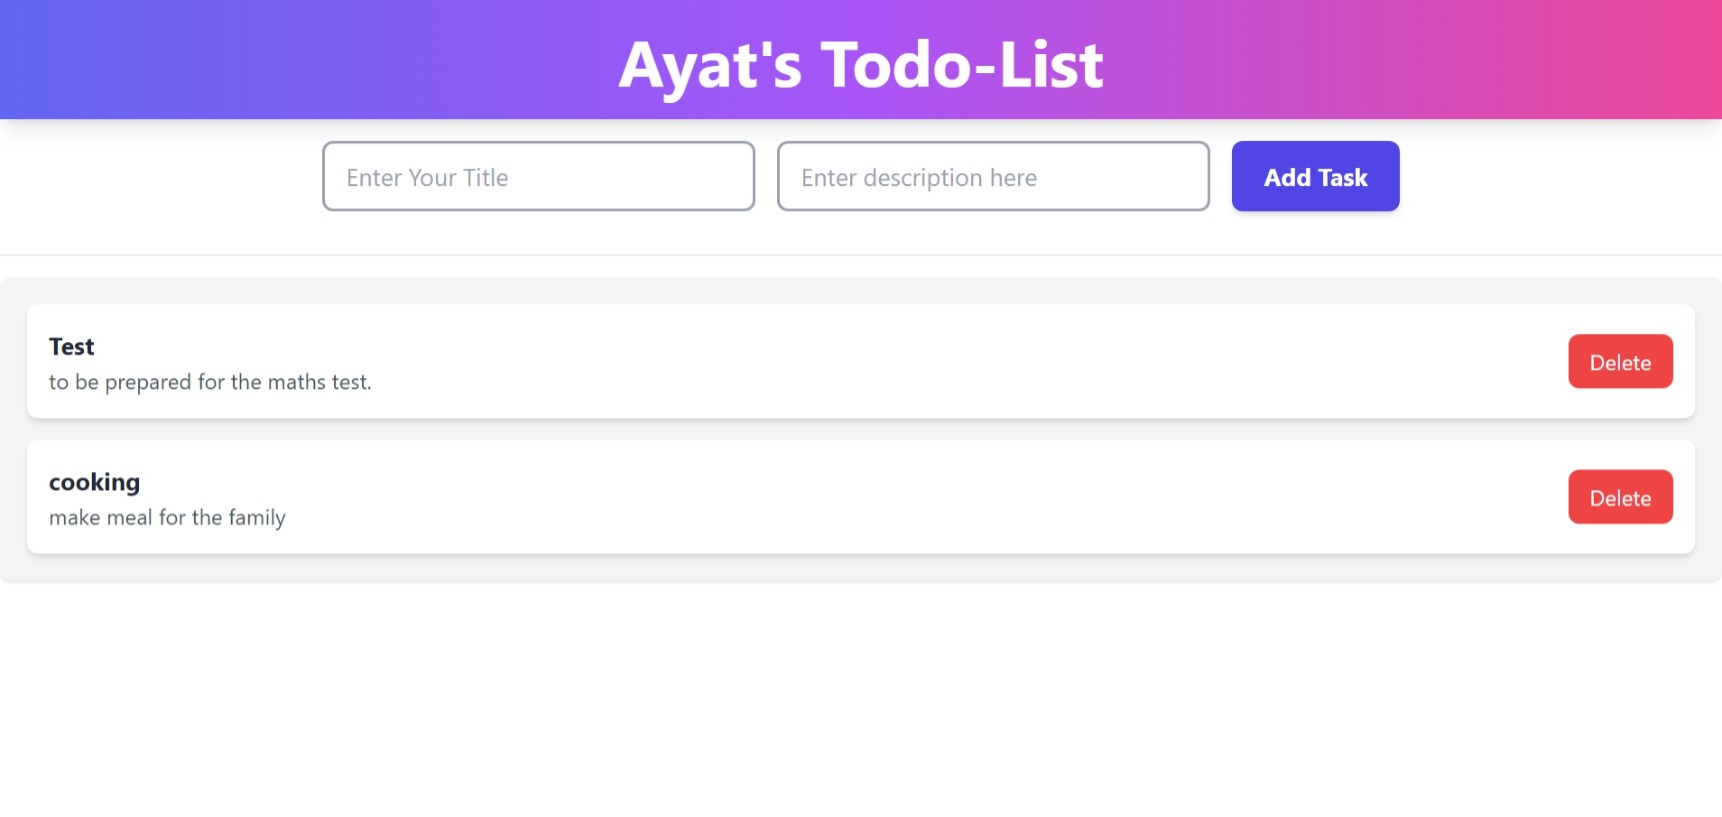 Ayat's Todo-List
Enter Your Title
Enter description here
Add Task
Test
to be prepared for the maths test.
Delete
cooking
make meal for the family
Delete